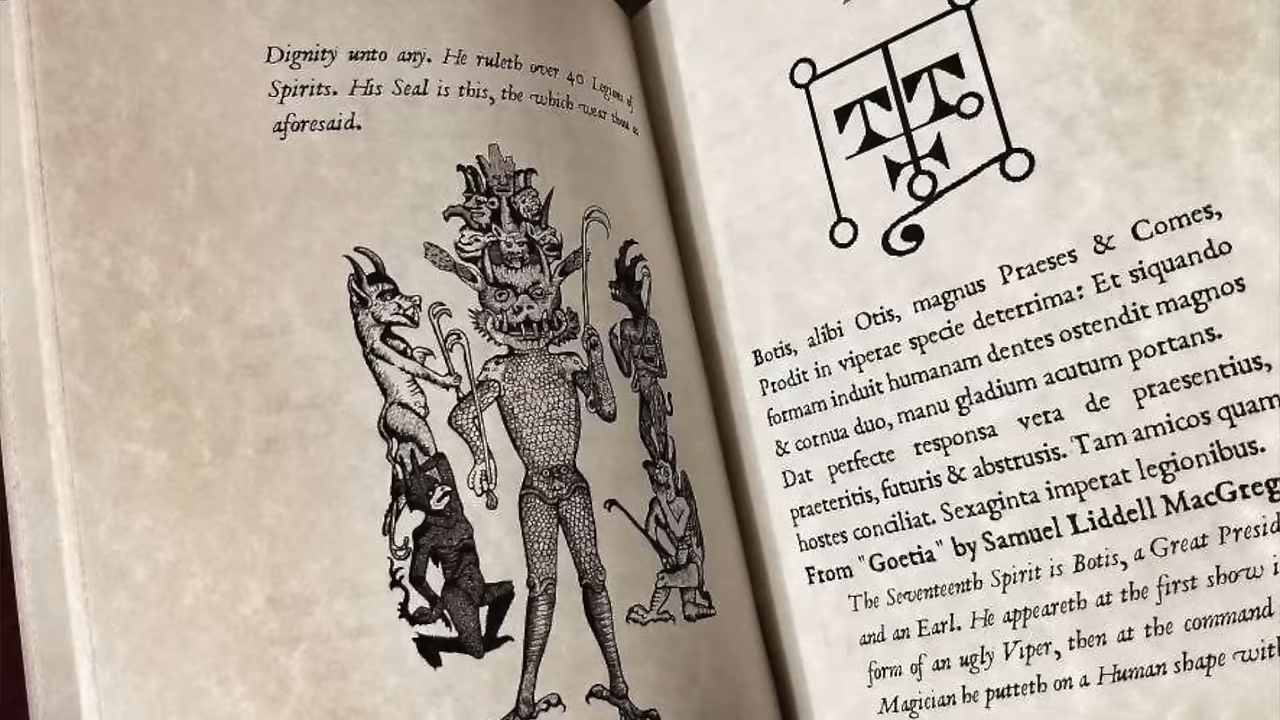 Dignity unto any. He ruleth over 40 Legions of
Spirits. His Seal is this, the which wear thou as
aforesaid.
Botis, alibi Otis, magnus Praeses & Comes,
Prodit in viperae specie deterrima: Et siquando
formam induit humanam dentes ostendit magnos
& cornua duo, manu gladium acutum portans.
Dat perfecte responsa vera de praesentius,
praeteritis, futuris & abstrusis. Tam amicos quam
hostes conciliat. Sexaginta imperat legionibus.
From "Goetia" by Samuel Liddell MacGreg
The Seventeenth Spirit is Botis, a Great Presid
and an Earl. He appeareth at the first show i
form of an ugly Viper, then at the command
Magician he putteth on a Human shape with